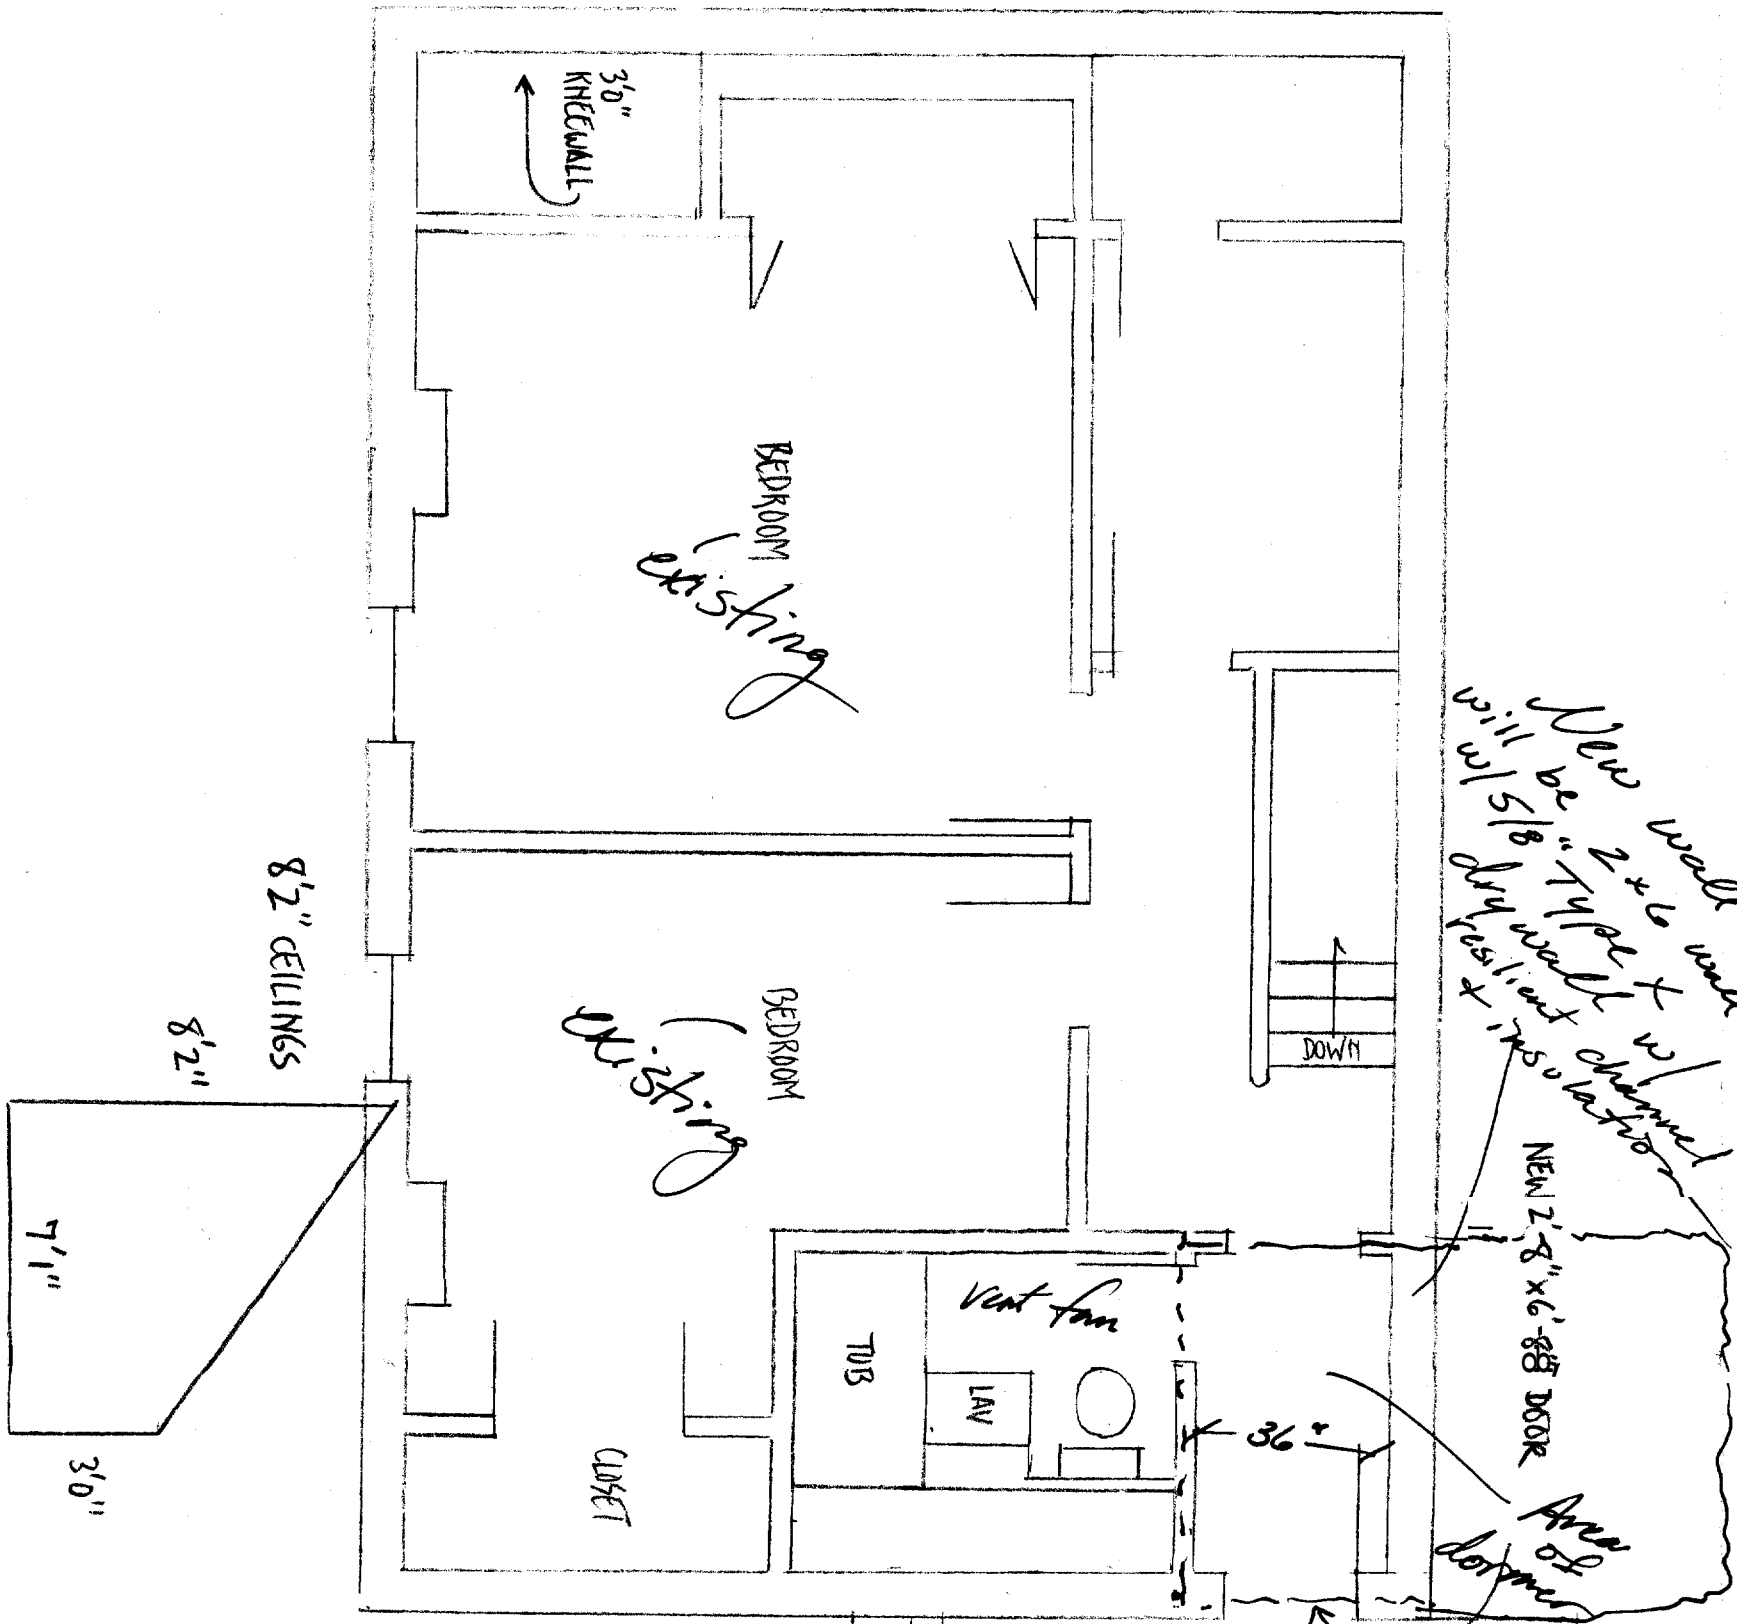 3'0"
KNEEWALL
BEDROOM
existing
BEDROOM
existing
8'2" CEILINGS
8'2"
7'1"
3'0"
DOWN
New wall
will be 2x6 wall
w/ 5/8" Type X w/
drywall
resilient channel
+ insulation
NEW 2'-8" x 6'-8" DOOR
vent fan
TUB
LAV
36"
CLOSET
Area
of
dormer